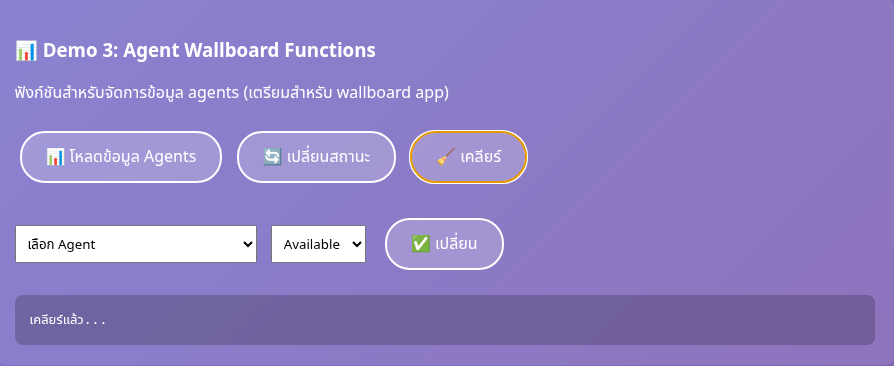 📊 Demo 3: Agent Wallboard Functions
ฟังก์ชันสำหรับจัดการข้อมูล agents (เตรียมสำหรับ wallboard app)
📊 โหลดข้อมูล Agents 🔄 เปลี่ยนสถานะ 🧹 เคลียร์
เลือก Agent Available ✅ เปลี่ยน
เคลียร์แล้ว...